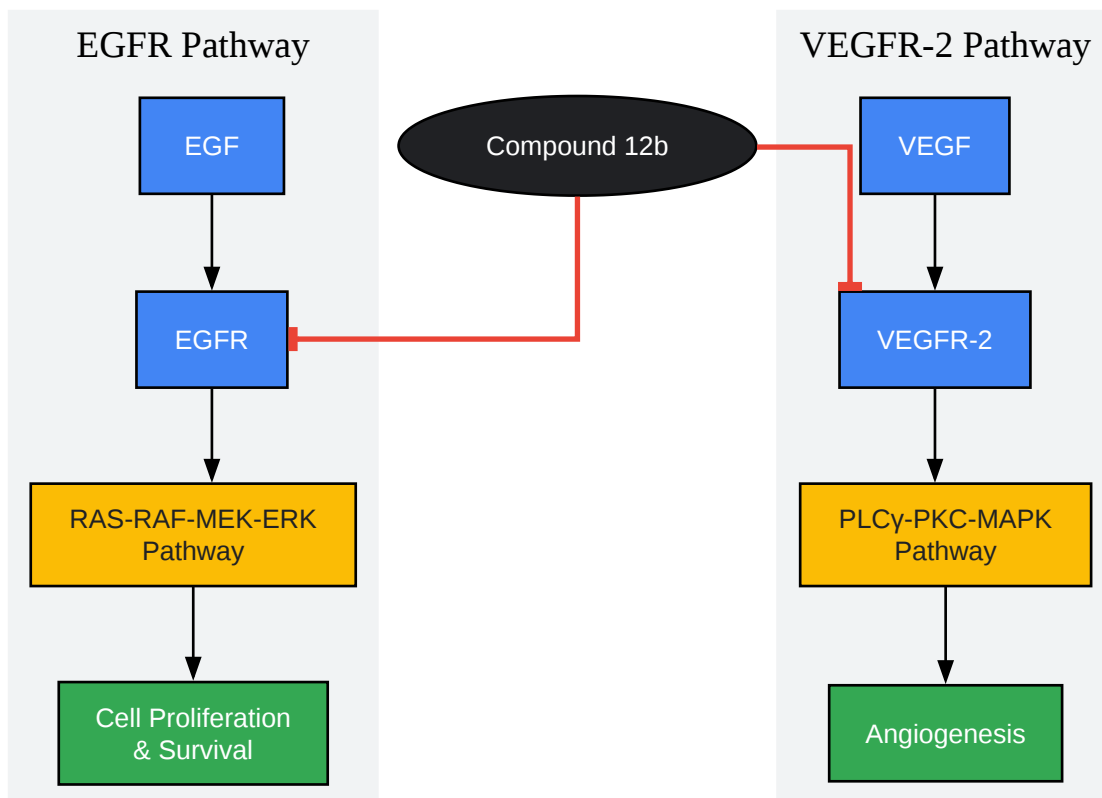 EGFR Pathway
EGF
EGFR
RAS-RAF-MEK-ERK
Pathway
Cell Proliferation
& Survival
Compound 12b
VEGFR-2 Pathway
VEGF
VEGFR-2
PLCγ-PKC-MAPK
Pathway
Angiogenesis